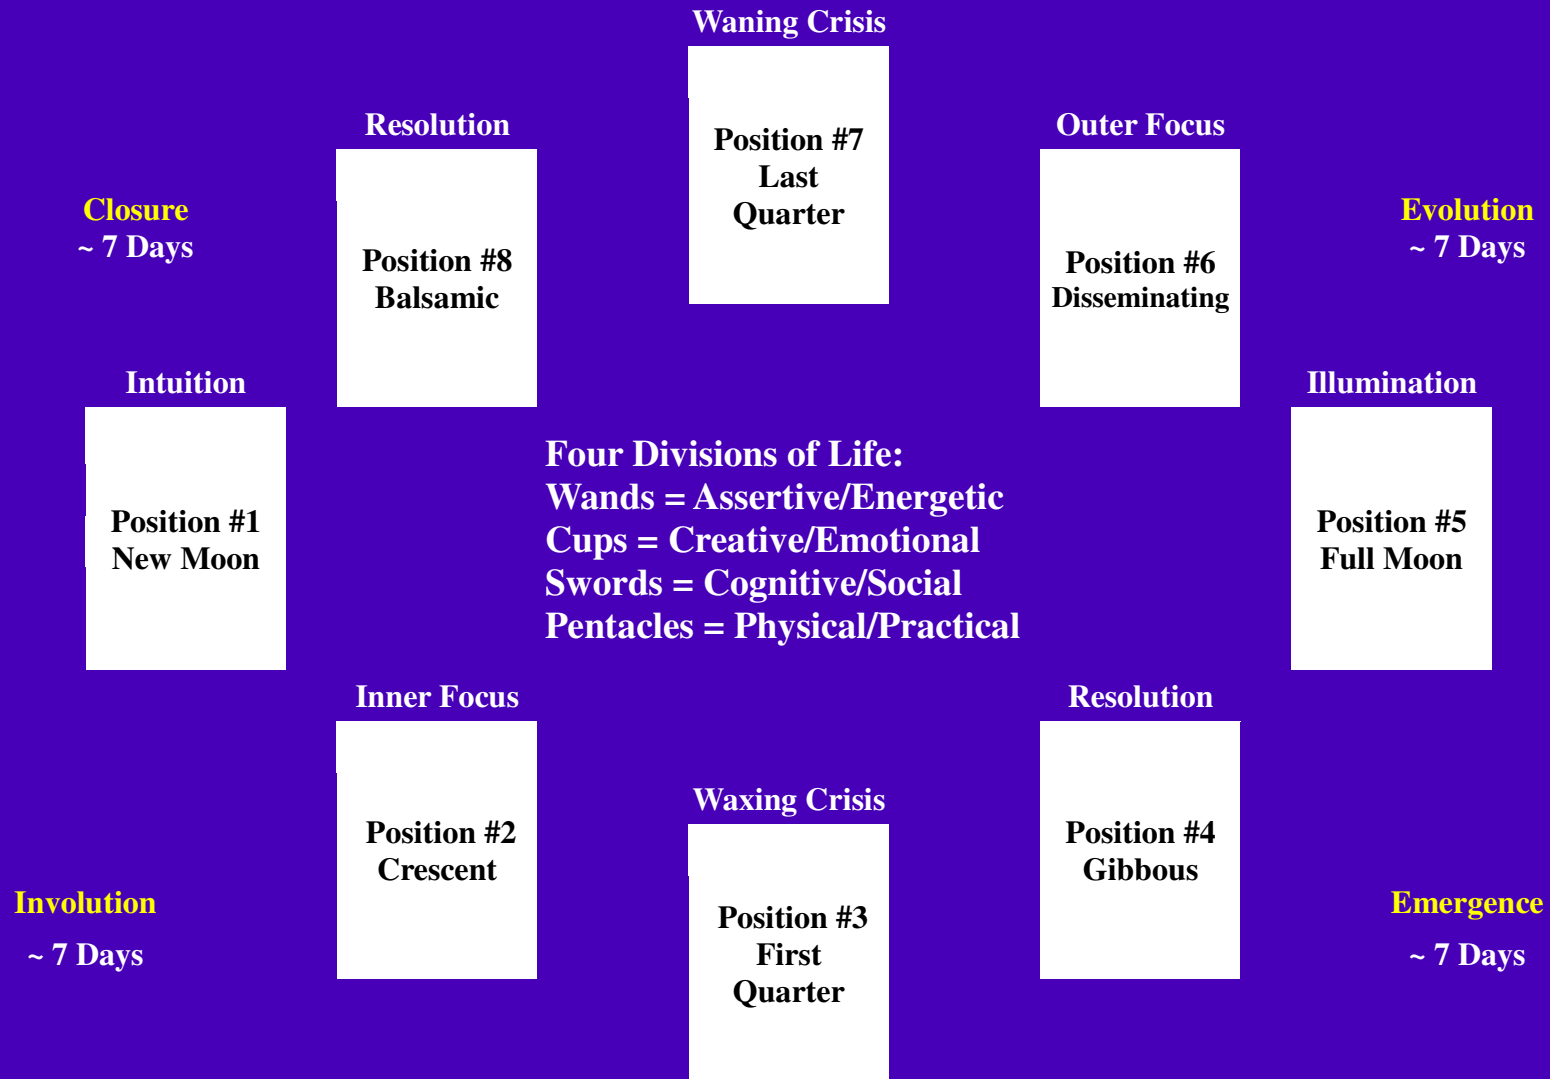 Waning Crisis
Position #7
Last
Quarter
Resolution
Position #8
Balsamic
Outer Focus
Position #6
Disseminating
Closure
~ 7 Days
Evolution
~ 7 Days
Intuition
Position #1
New Moon
Four Divisions of Life:
Wands = Assertive/Energetic
Cups = Creative/Emotional
Swords = Cognitive/Social
Pentacles = Physical/Practical
Illumination
Position #5
Full Moon
Inner Focus
Position #2
Crescent
Waxing Crisis
Position #3
First
Quarter
Resolution
Position #4
Gibbous
Involution
~ 7 Days
Emergence
~ 7 Days